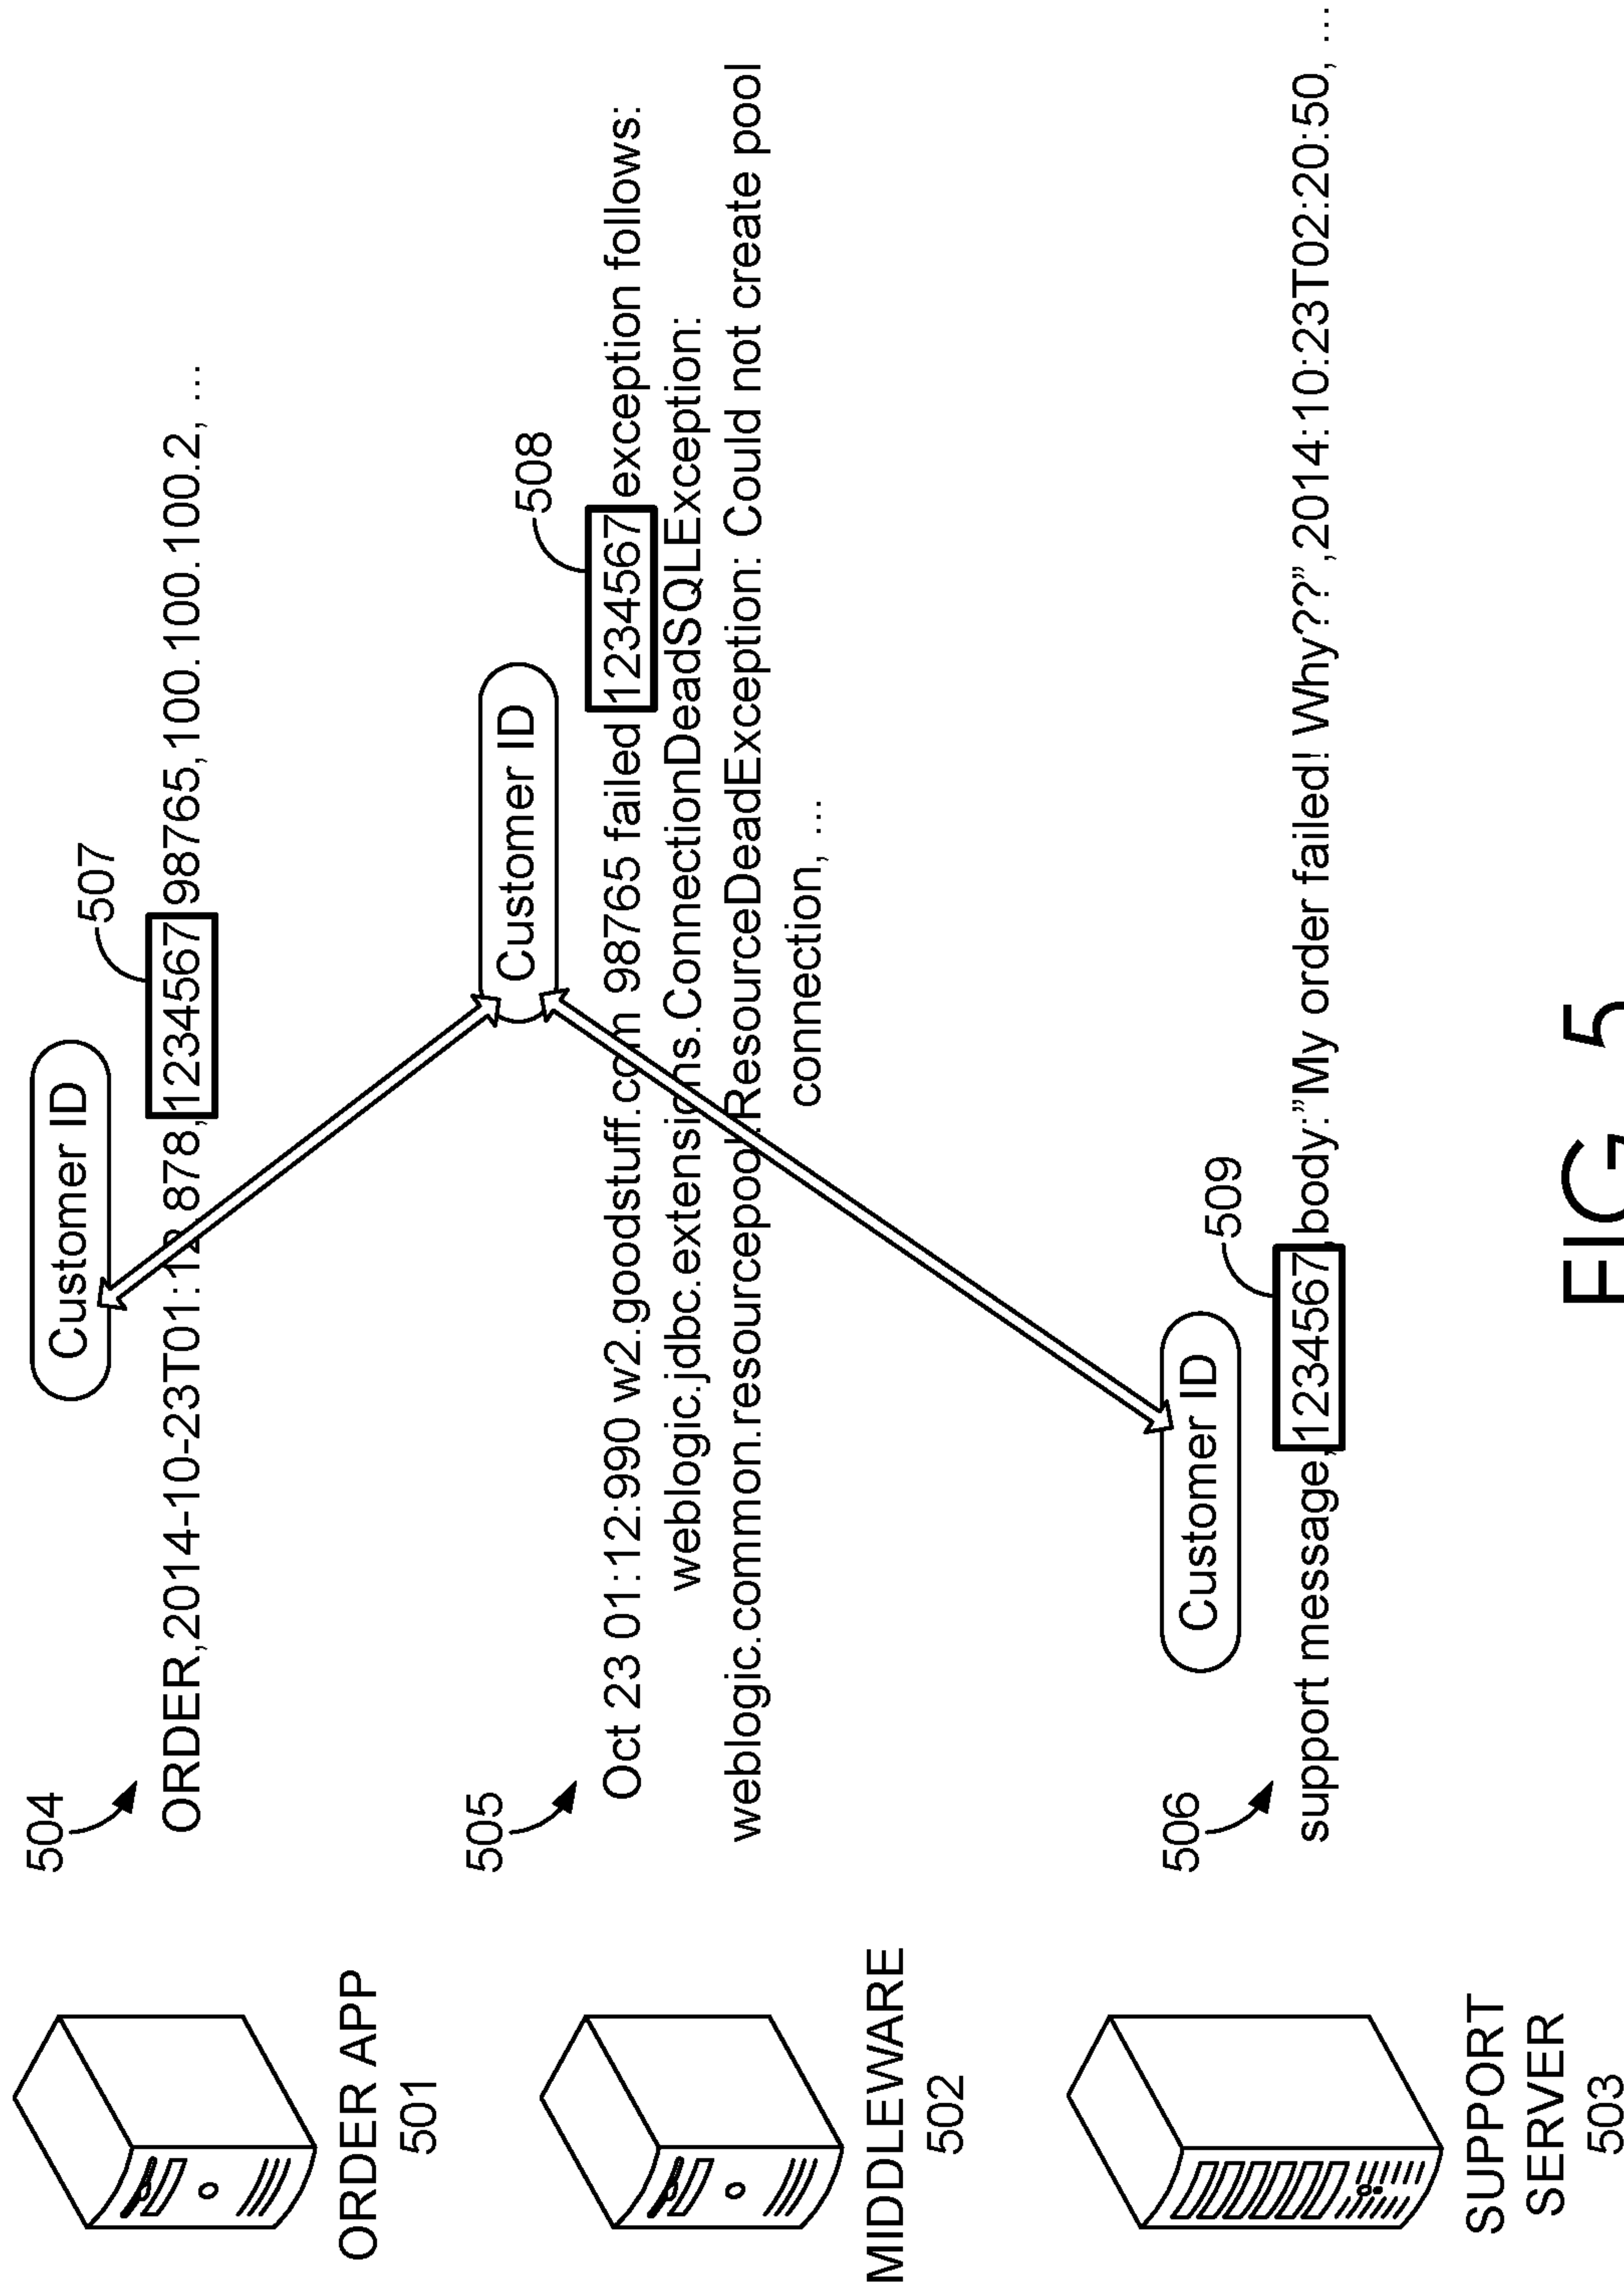 ORDER APP
501
504
Customer ID
507
ORDER,2014-10-23T01:12 878,1234567 98765,100.100.100.2, ...
MIDDLEWARE
502
505
Customer ID
508
Oct 23 01:12:990 w2.goodstuff.com 98765 failed 1234567 exception follows:
weblogic.jdbc.extensions.ConnectionDeadSQLException:
weblogic.common.resourcepool.ResourceDeadException: Could not create pool
connection, ...
SUPPORT
SERVER
503
506
Customer ID
509
support message,1234567 body:”My order failed! Why??”,2014:10:23T02:20:50, ...
FIG. 5